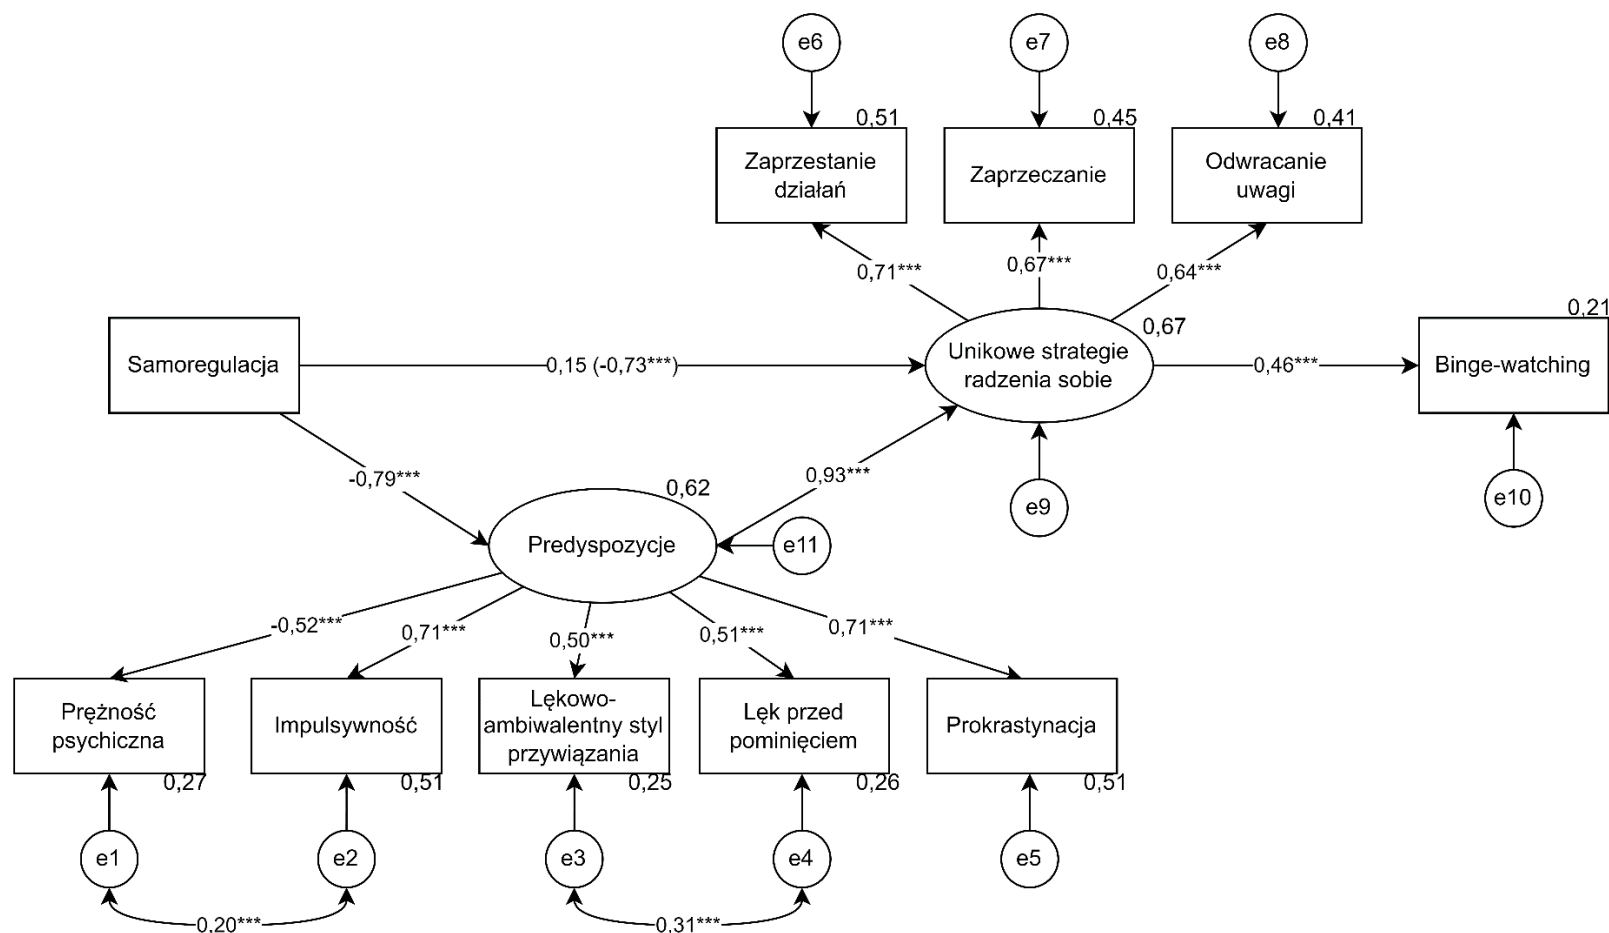 e6
e7
e8
0,51
0,45
0,41
Zaprzestanie
działań
Zaprzeczanie
Odwracanie
uwagi
0,71***
0,67***
0,64***
0,21
0,67
Samoregulacja
0,15 (-0,73***)
Unikowe strategie
radzenia sobie
0,46***
Binge-watching
-0,79***
0,93***
0,62
e9
e10
Predyspozycje
e11
-0,52***
0,71***
0,50***
0,51***
0,71***
Prężność
psychiczna
Impulsywność
Lękowo-
ambiwalentny styl
przywiązania
Lęk przed
pominięciem
Prokrastynacja
0,27
0,51
0,25
0,26
0,51
e1
e2
e3
e4
e5
0,20***
0,31***